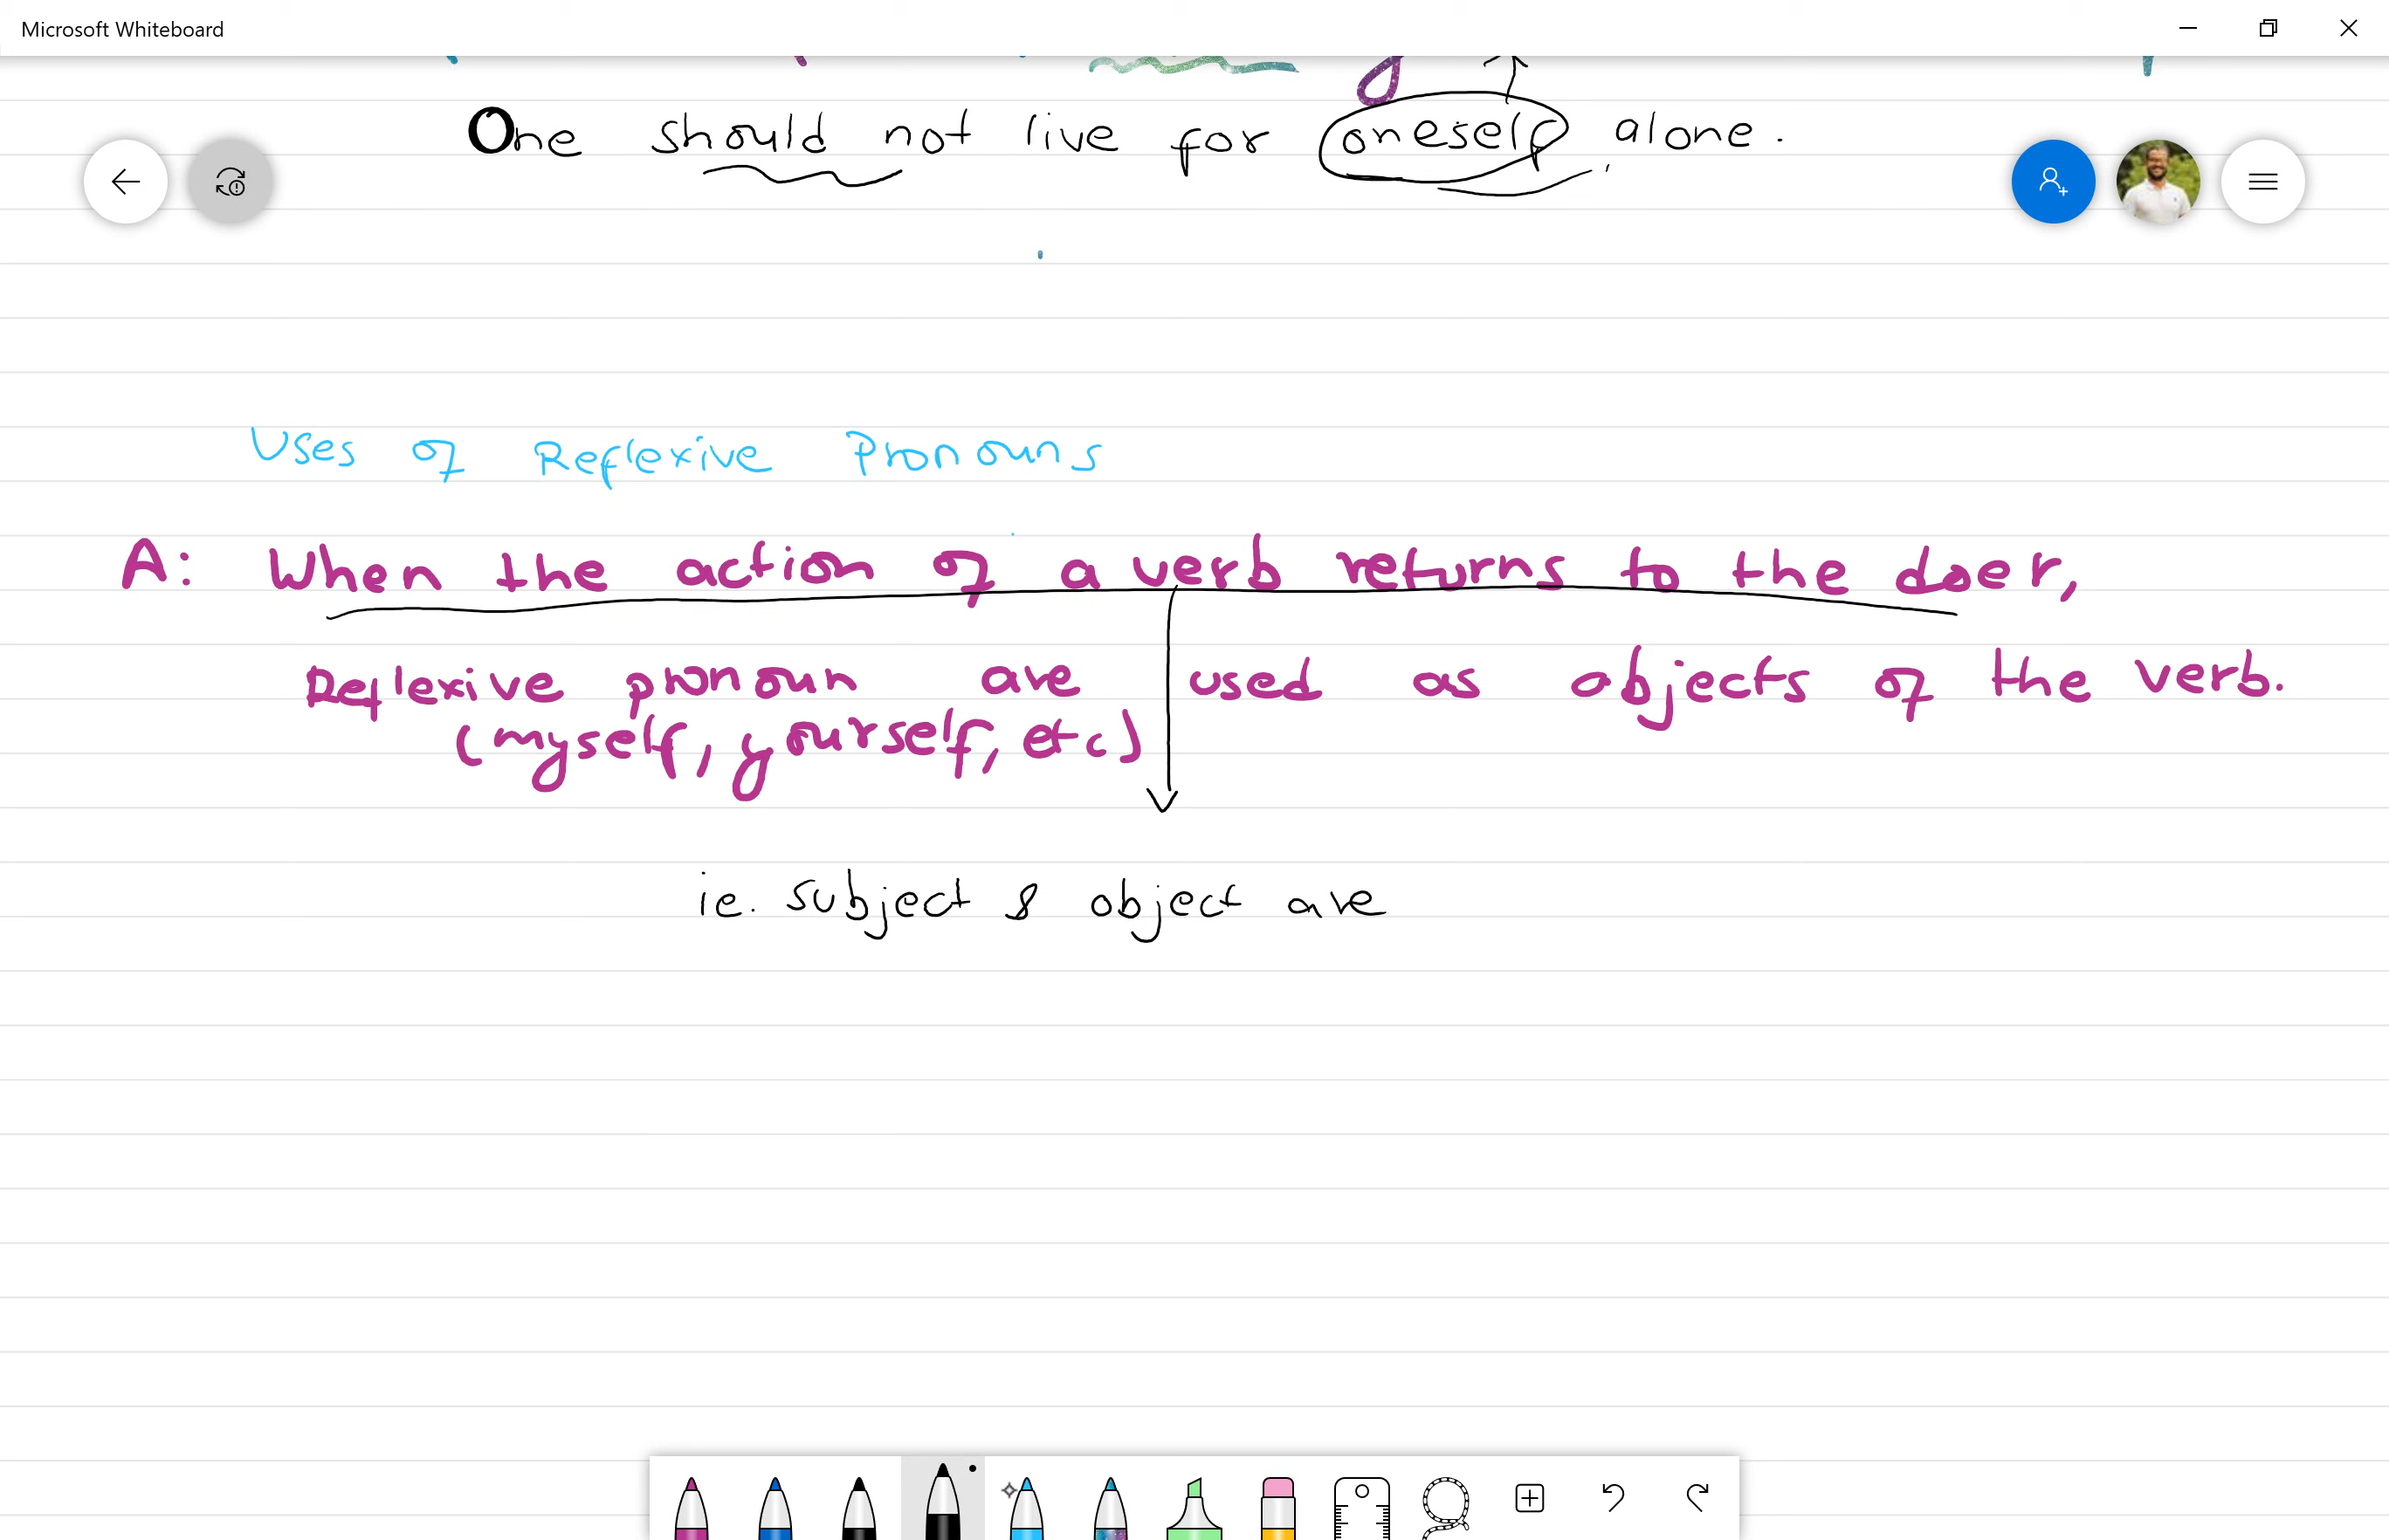 Microsoft Whiteboard
One should not live for oneself alone.
Uses of Reflexive Pronouns
A: When the action of a verb returns to the doer,
Reflexive pronoun are used as objects of the verb.
(myself, yourself, etc)
ie. subject & object are